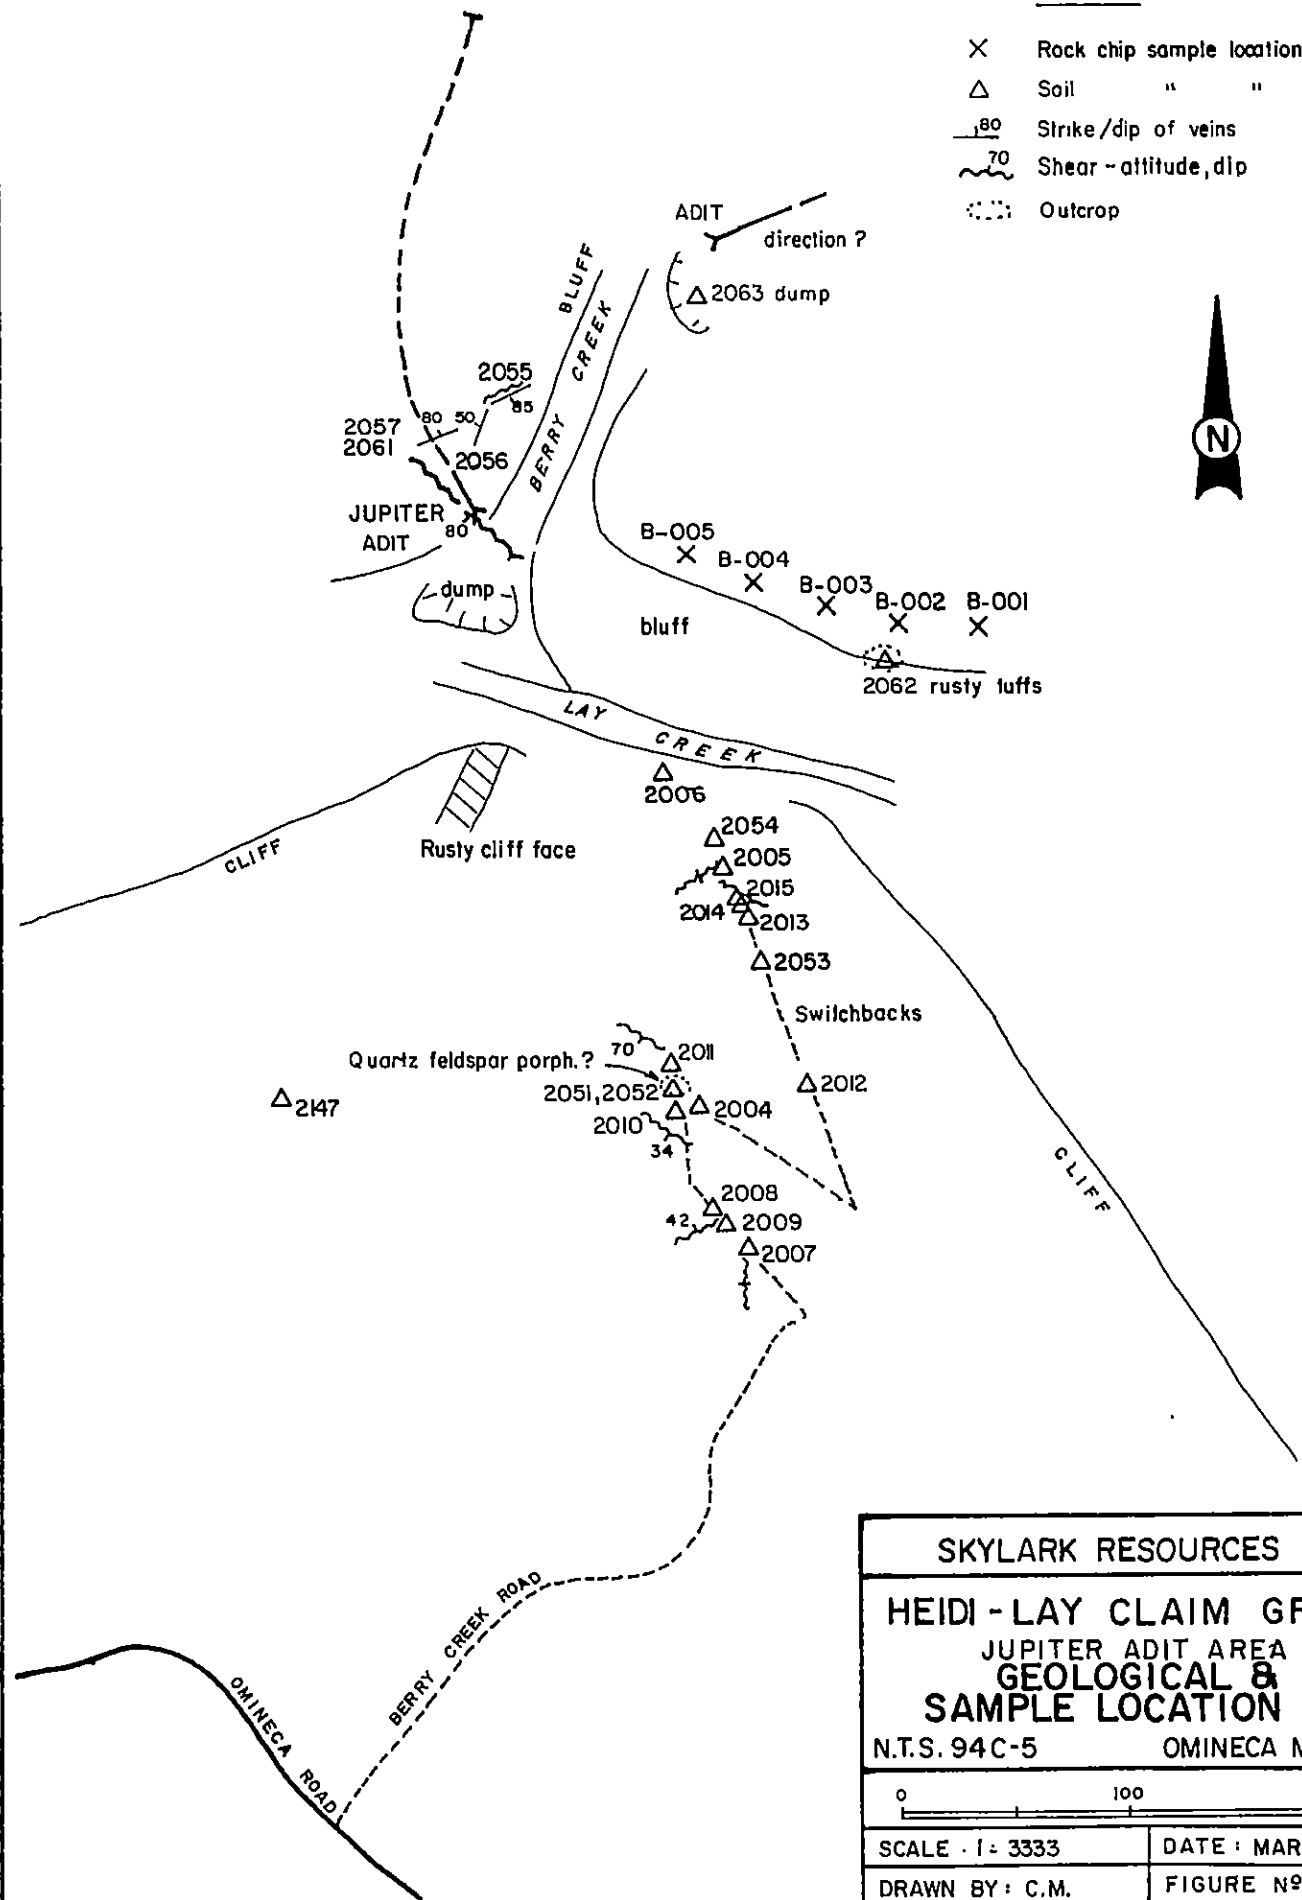 Rock chip sample location
Soil " "
80 Strike/dip of veins
70 Shear - attitude, dip
Outcrop
ADIT
direction ?
2063 dump
BLUFF
BERRY CREEK
2055
85
80
50
2057
2061
2056
JUPITER
ADIT
80
dump
N
B-005
B-004
B-003
B-002
B-001
bluff
2062 rusty tuffs
LAY CREEK
2006
Rusty cliff face
CLIFF
2054
2005
2015
2014
2013
2053
Switchbacks
Quartz feldspar porph. ?
70
2011
2051, 2052
2004
2012
2010
34
2147
CLIFF
2008
42
2009
2007
BERRY CREEK ROAD
OMINECA ROAD
SKYLARK RESOURCES
HEIDI - LAY CLAIM
JUPITER ADIT AREA
GEOLOGICAL &
SAMPLE LOCATION
N.T.S. 94C-5 OMINECA
0 100
SCALE 1: 3333 DATE : MAR
DRAWN BY : C.M. FIGURE Nº